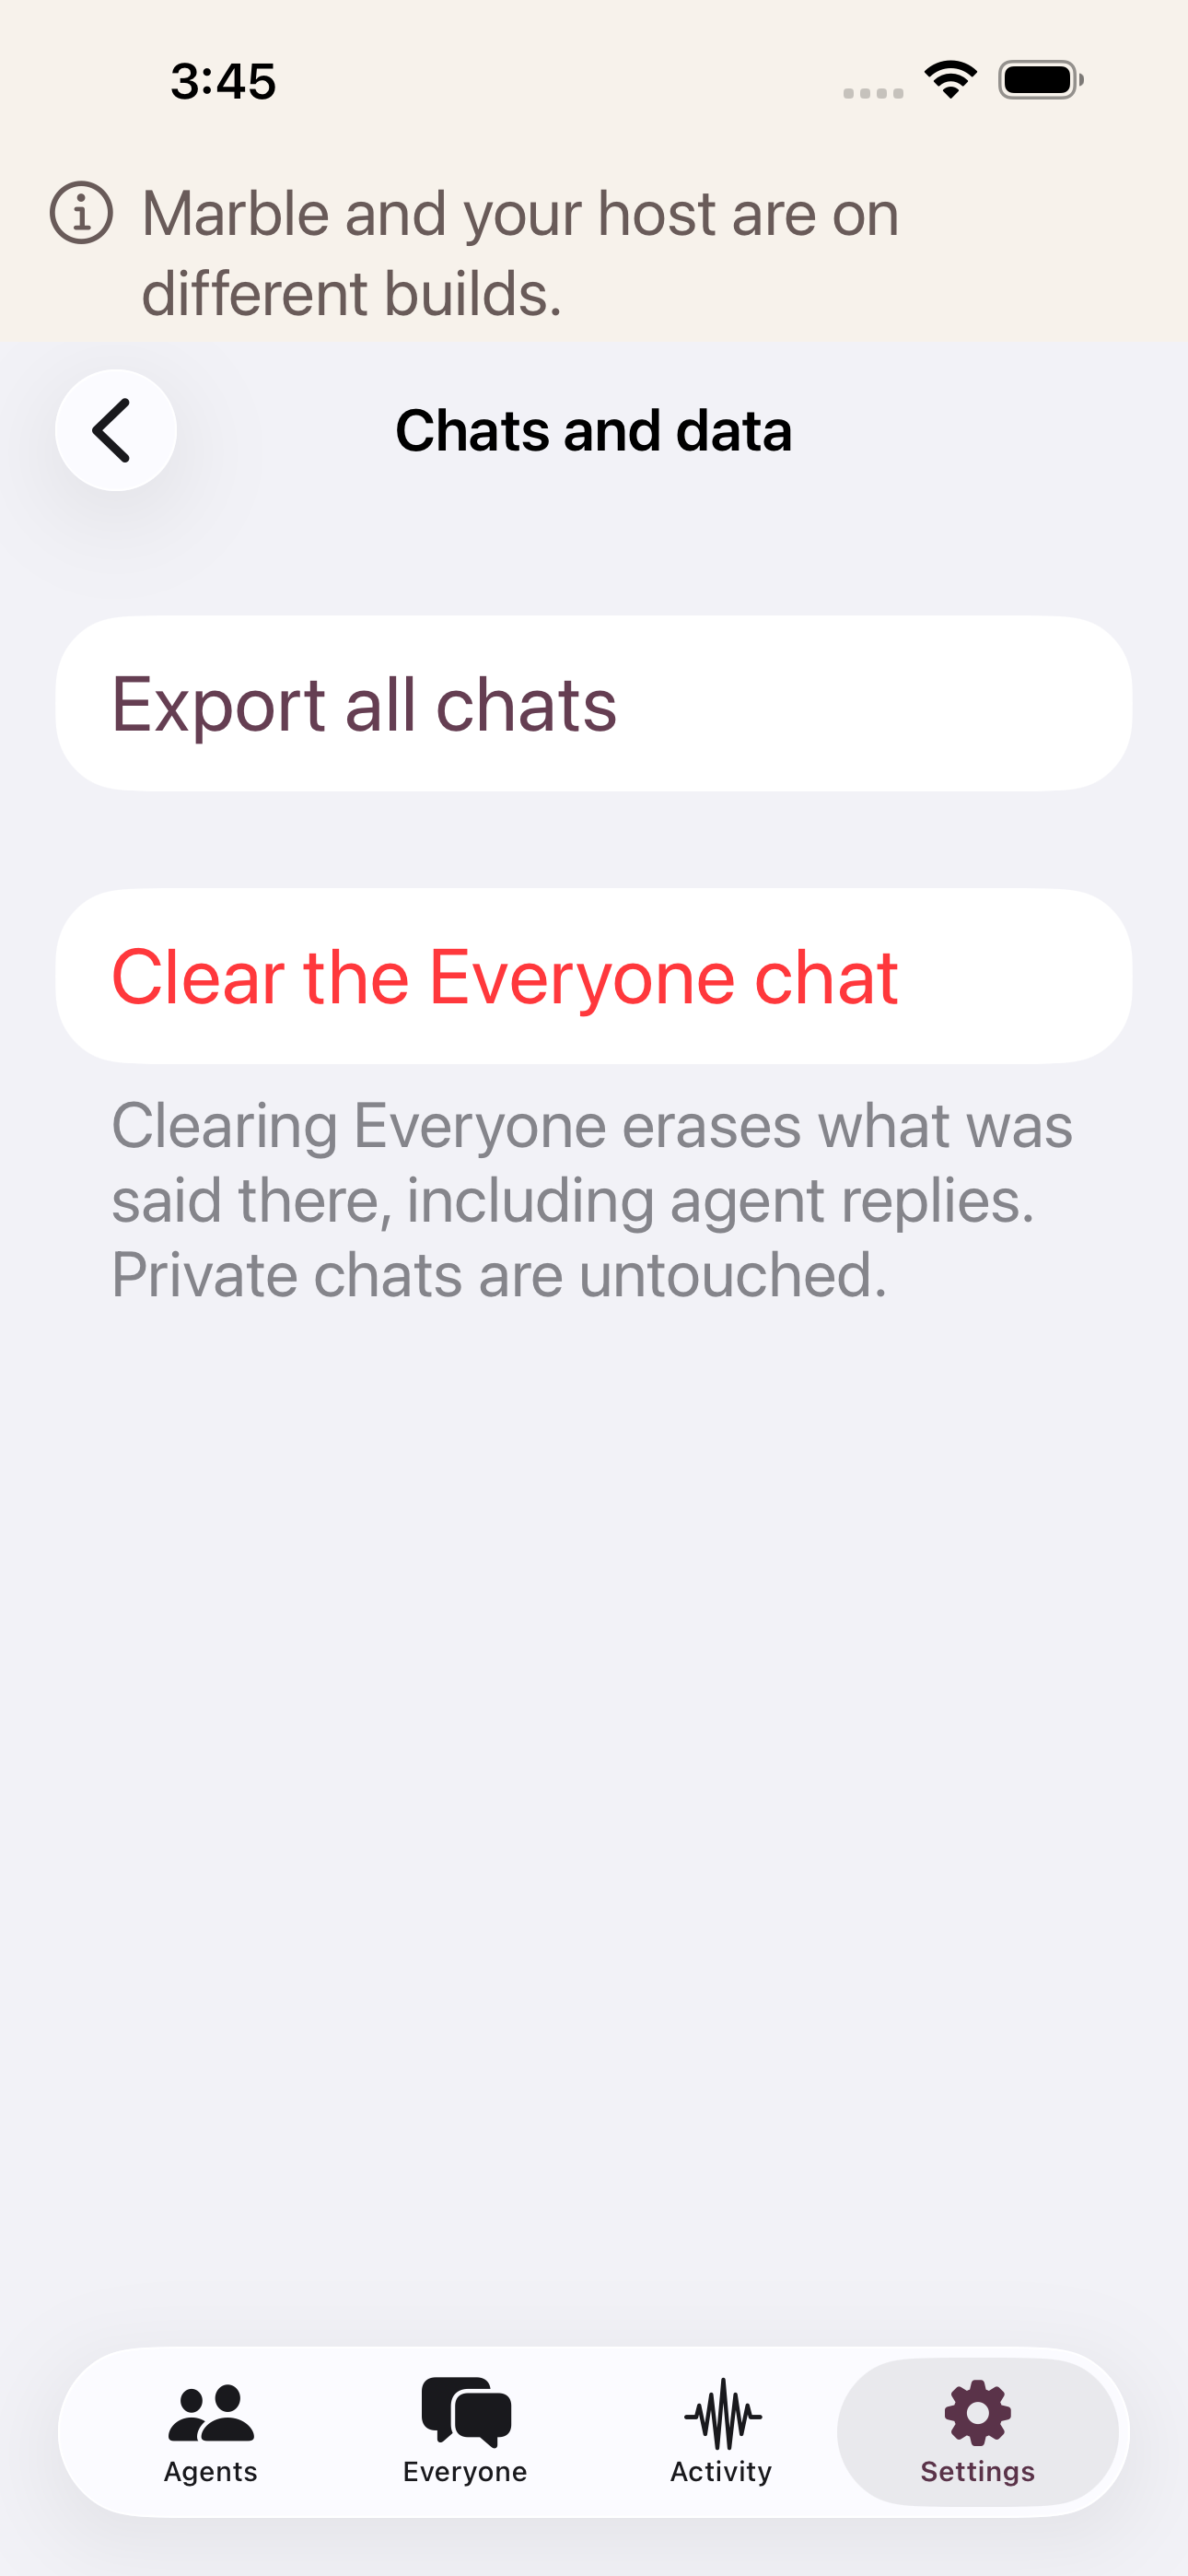 3:45
Marble and your host are on
different builds.
Chats and data
Export all chats
Clear the Everyone chat
Clearing Everyone erases what was
said there, including agent replies.
Private chats are untouched.
Agents
Everyone
Activity
Settings